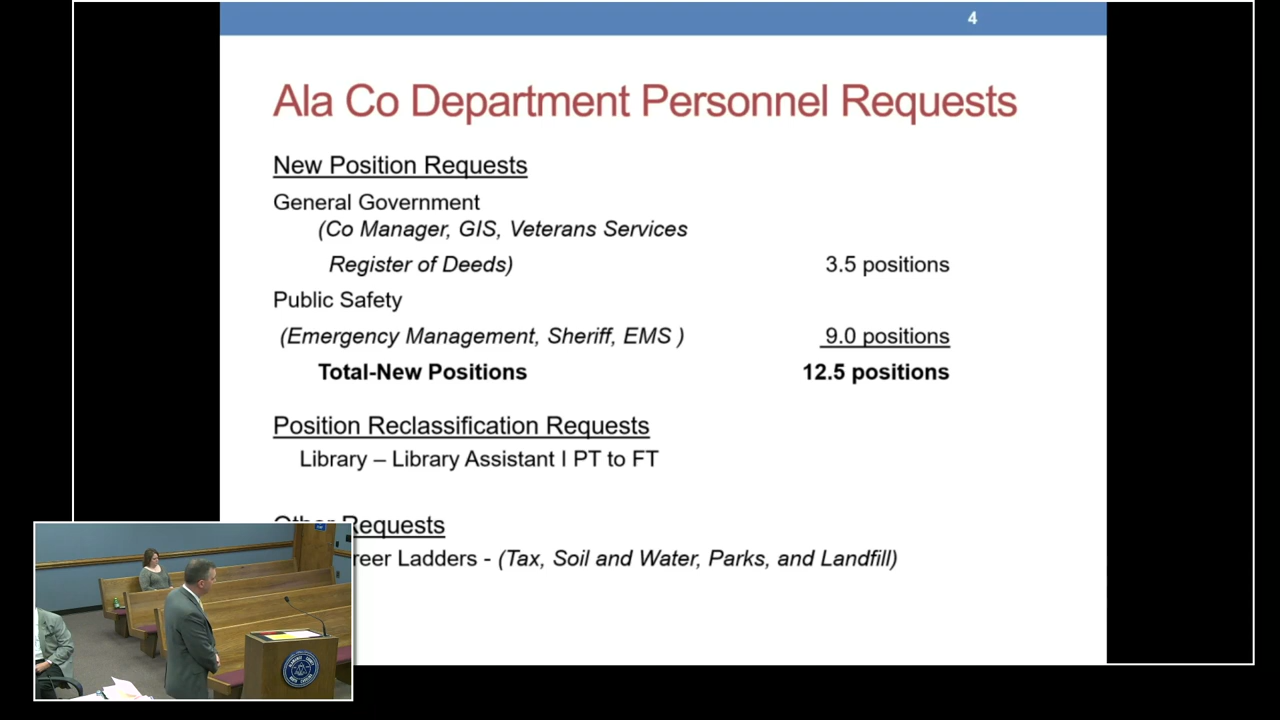 4
Ala Co Department Personnel Requests
New Position Requests
General Government
(Co Manager, GIS, Veterans Services
Register of Deeds)
3.5 positions
Public Safety
(Emergency Management, Sheriff, EMS )
9.0 positions
Total-New Positions
12.5 positions
Position Reclassification Requests
Library – Library Assistant I PT to FT
Other Requests
reer Ladders - (Tax, Soil and Water, Parks, and Landfill)